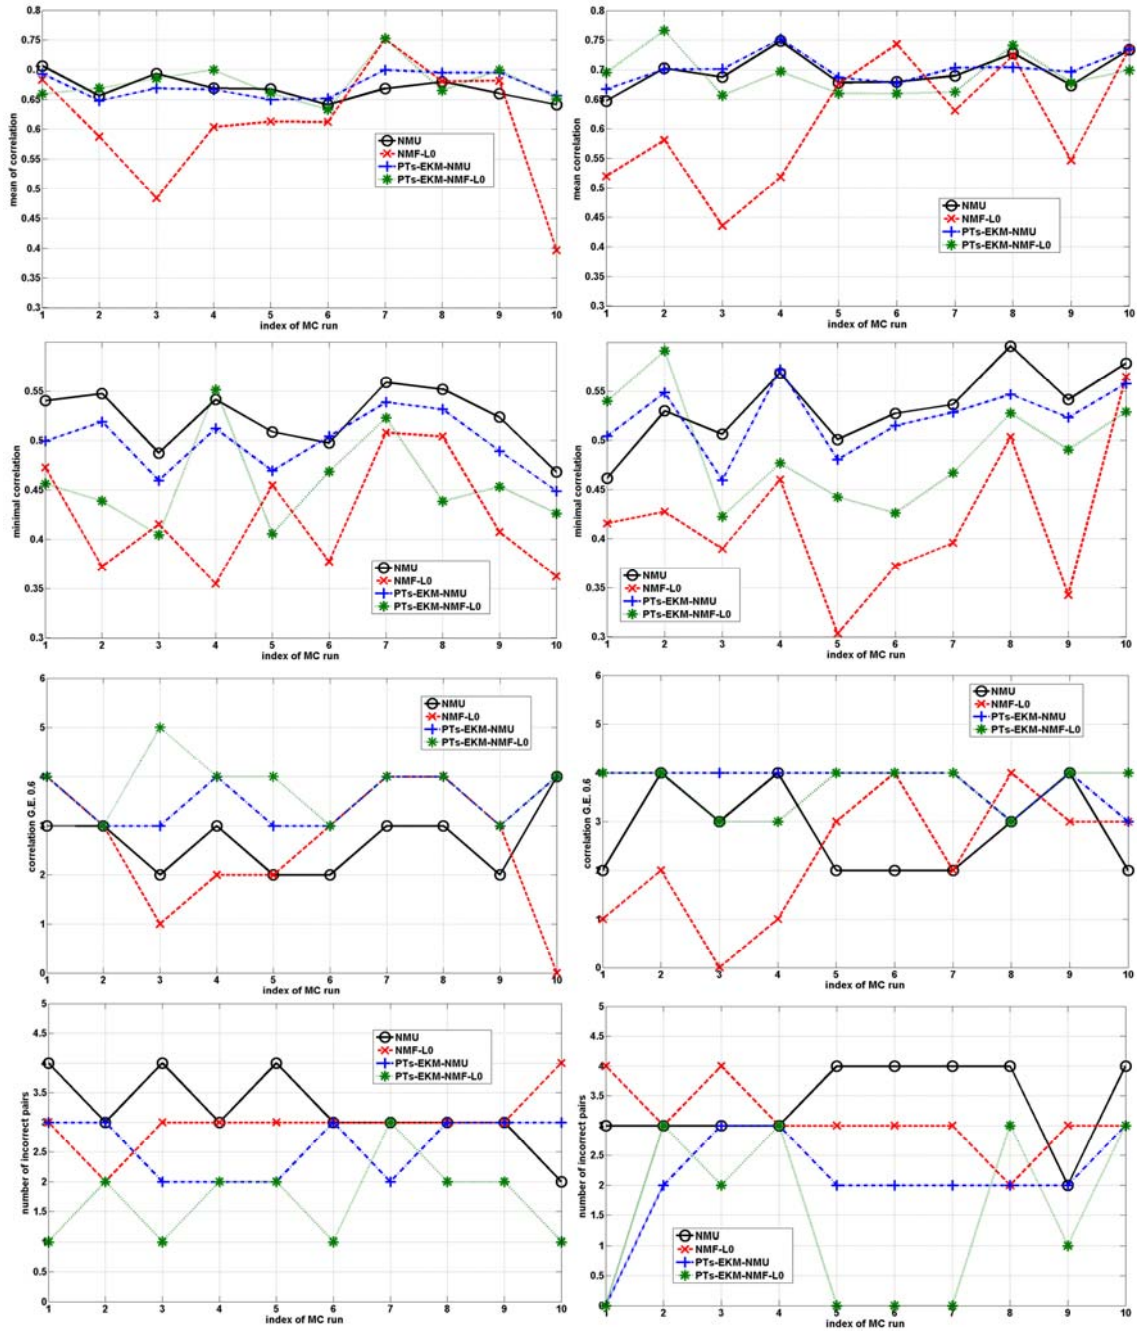 0.8
0.75
0.7
0.65
0.6
0.55
0.5
0.45
0.4
0.35
0.3
mean of correlation
NMU
NMF-L0
PTs-EKM-NMU
PTs-EKM-NMF-L0
1 2 3 4 5 6 7 8 9 10
index of MC run
0.8
0.75
0.7
0.65
0.6
0.55
0.5
0.45
0.4
0.35
0.3
mean correlation
NMU
NMF-L0
PTs-EKM-NMU
PTs-EKM-NMF-L0
1 2 3 4 5 6 7 8 9 10
index of MC run
0.55
0.5
0.45
0.4
0.35
0.3
minimal correlation
NMU
NMF-L0
PTs-EKM-NMU
PTs-EKM-NMF-L0
1 2 3 4 5 6 7 8 9 10
index of MC run
0.55
0.5
0.45
0.4
0.35
0.3
minimal correlation
NMU
NMF-L0
PTs-EKM-NMU
PTs-EKM-NMF-L0
1 2 3 4 5 6 7 8 9 10
index of MC run
6
5
4
3
2
1
0
correlation G.E. 0.6
NMU
NMF-L0
PTs-EKM-NMU
PTs-EKM-NMF-L0
1 2 3 4 5 6 7 8 9 10
index of MC run
6
5
4
3
2
1
0
correlation G.E. 0.6
NMU
NMF-L0
PTs-EKM-NMU
PTs-EKM-NMF-L0
1 2 3 4 5 6 7 8 9 10
index of MC run
5
4.5
4
3.5
3
2.5
2
1.5
1
0.5
0
number of incorrect pairs
NMU
NMF-L0
PTs-EKM-NMU
PTs-EKM-NMF-L0
1 2 3 4 5 6 7 8 9 10
index of MC run
5
4.5
4
3.5
3
2.5
2
1.5
1
0.5
0
number of incorrect pairs
NMU
NMF-L0
PTs-EKM-NMU
PTs-EKM-NMF-L0
1 2 3 4 5 6 7 8 9 10
index of MC run